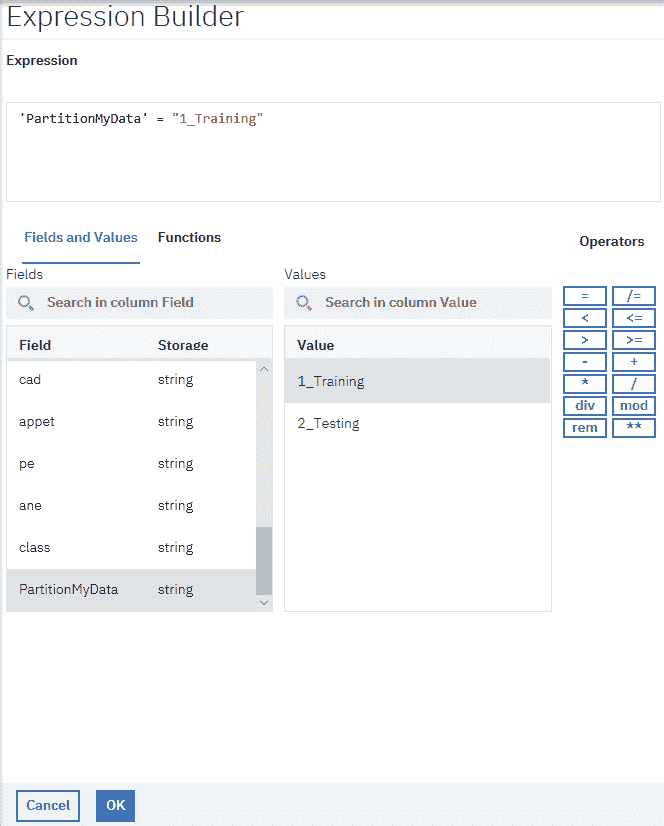 Expression Builder
Expression
'PartitionMyData' = "1_Training"
Fields and Values Functions
Operators
Fields
Values
Search in column Field
Search in column Value
Field Storage
Value
cad string
appet string
pe string
ane string
class string
PartitionMyData string
1_Training
2_Testing
= /=
< <=
> >=
- +
* /
div mod
rem **
Cancel OK